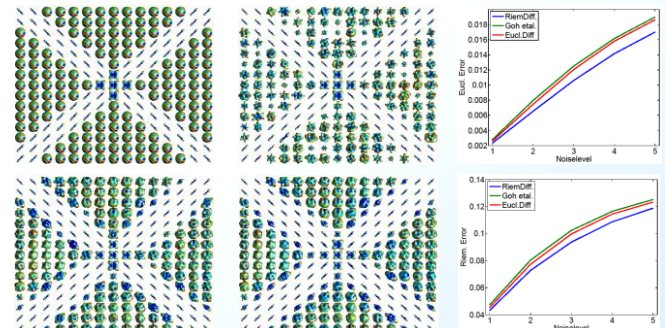 0.018
0.016
0.014
0.012
0.010
0.008
0.006
0.004
0.002
Eucl. Error
RiemDiff.
Goh etal.
Eucl.Diff
1 2 3 4 5
Noiselevel
0.14
0.12
0.1
0.08
0.06
0.04
Riem. Error
RiemDiff.
Goh etal.
Eucl.Diff
1 2 3 4 5
Noiselevel